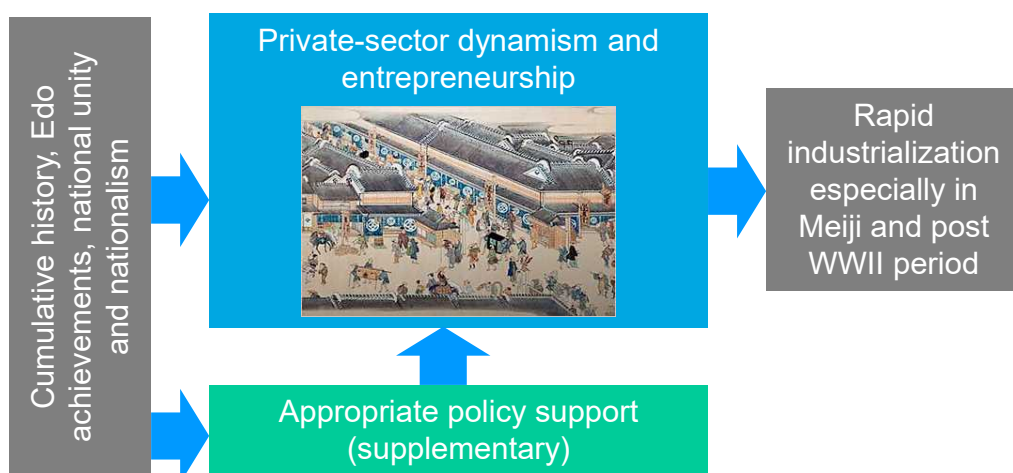 Cumulative history, Edo
achievements, national unity
and nationalism
Private-sector dynamism and
entrepreneurship
Appropriate policy support
(supplementary)
Rapid
industrialization
especially in
Meiji and post
WWII period